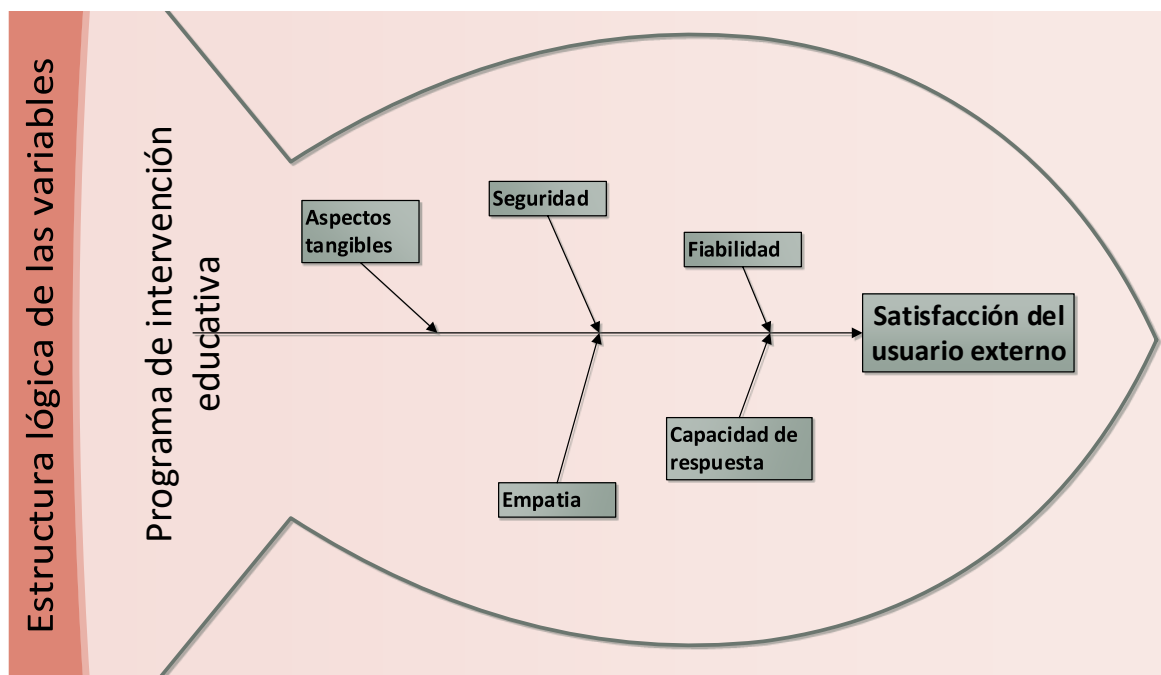 Estructura lógica de las variables
Programa de intervención
educativa
Aspectos
tangibles
Seguridad
Fiabilidad
Satisfacción del
usuario externo
Empatia
Capacidad de
respuesta